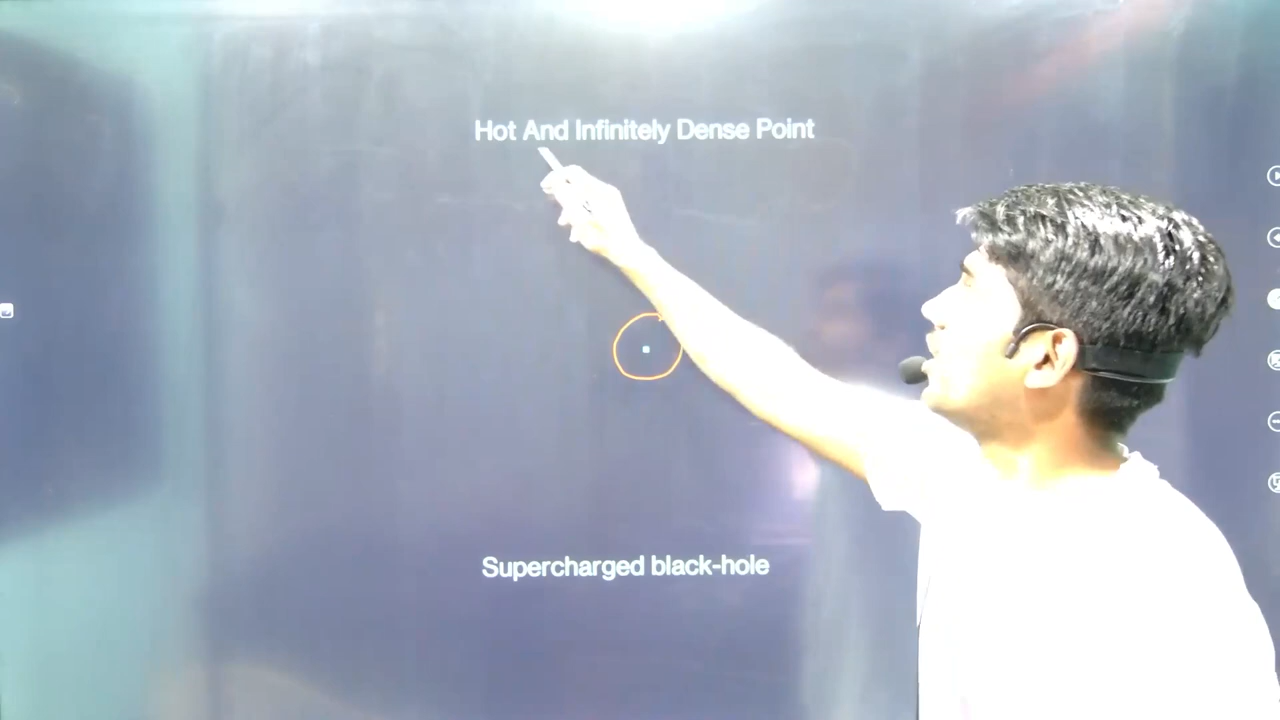 Hot And Infinitely Dense Point
Supercharged black-hole